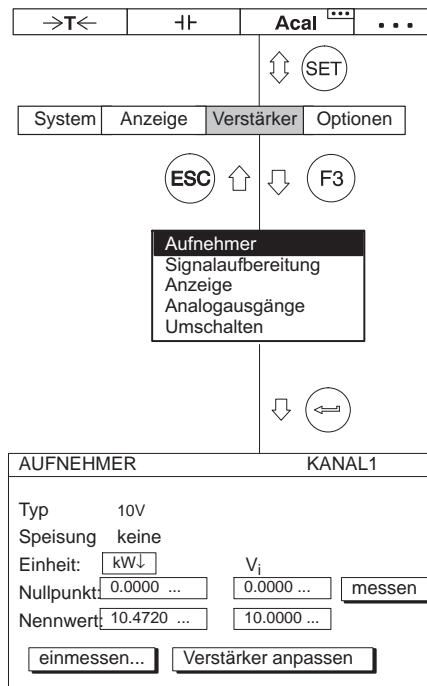 →T← ⊣⊢ Acal ...
SET
System Anzeige Verstärker Optionen
ESC F3
Aufnehmer
Signalaufbereitung
Anzeige
Analogausgänge
Umschalten
AUFNEHMER KANAL1
Typ 10V
Speisung keine
Einheit: kW↓ Vi
Nullpunkt: 0.0000 ... 0.0000 ... messen
Nennwert: 10.4720 ... 10.0000 ...
einmessen... Verstärker anpassen